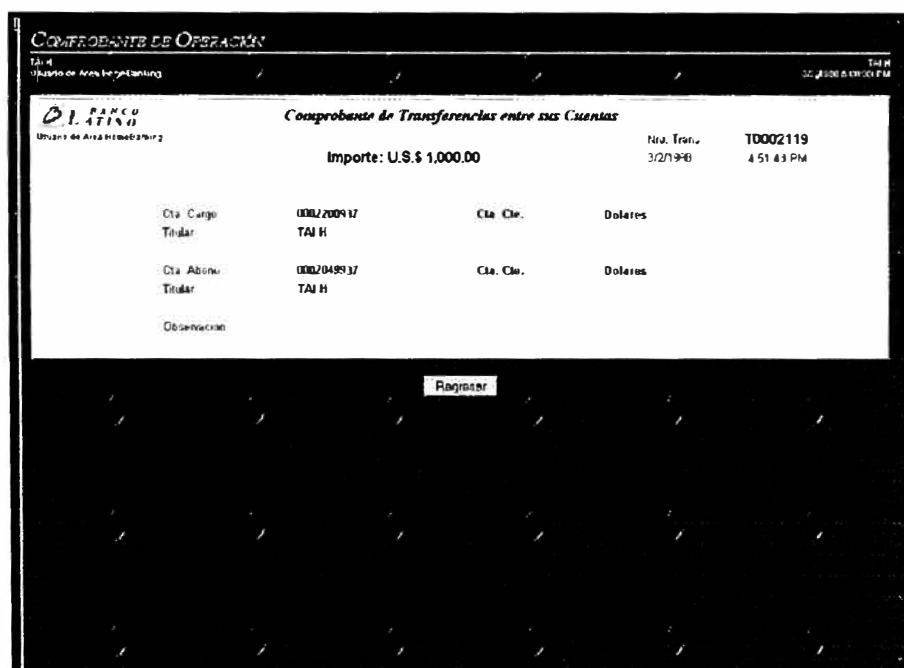 COMPROBANTE DE OPERACIÓN
TAI H TAI H
Usuario de Area HomeBanking
BANCO LATINO Comprobante de Transferencias entre sus Cuentas
Usuario de Area HomeBanking Nro. Trans. T0002119
Importe: U.S.$ 1,000.00 3/2/1998 4:51:43 PM
Cta. Cargo 0002200937 Cta. Cte. Dolares
Titular TAI H
Cta. Abono 0002049937 Cta. Cte. Dolares
Titular TAI H
Observacion
Regresar